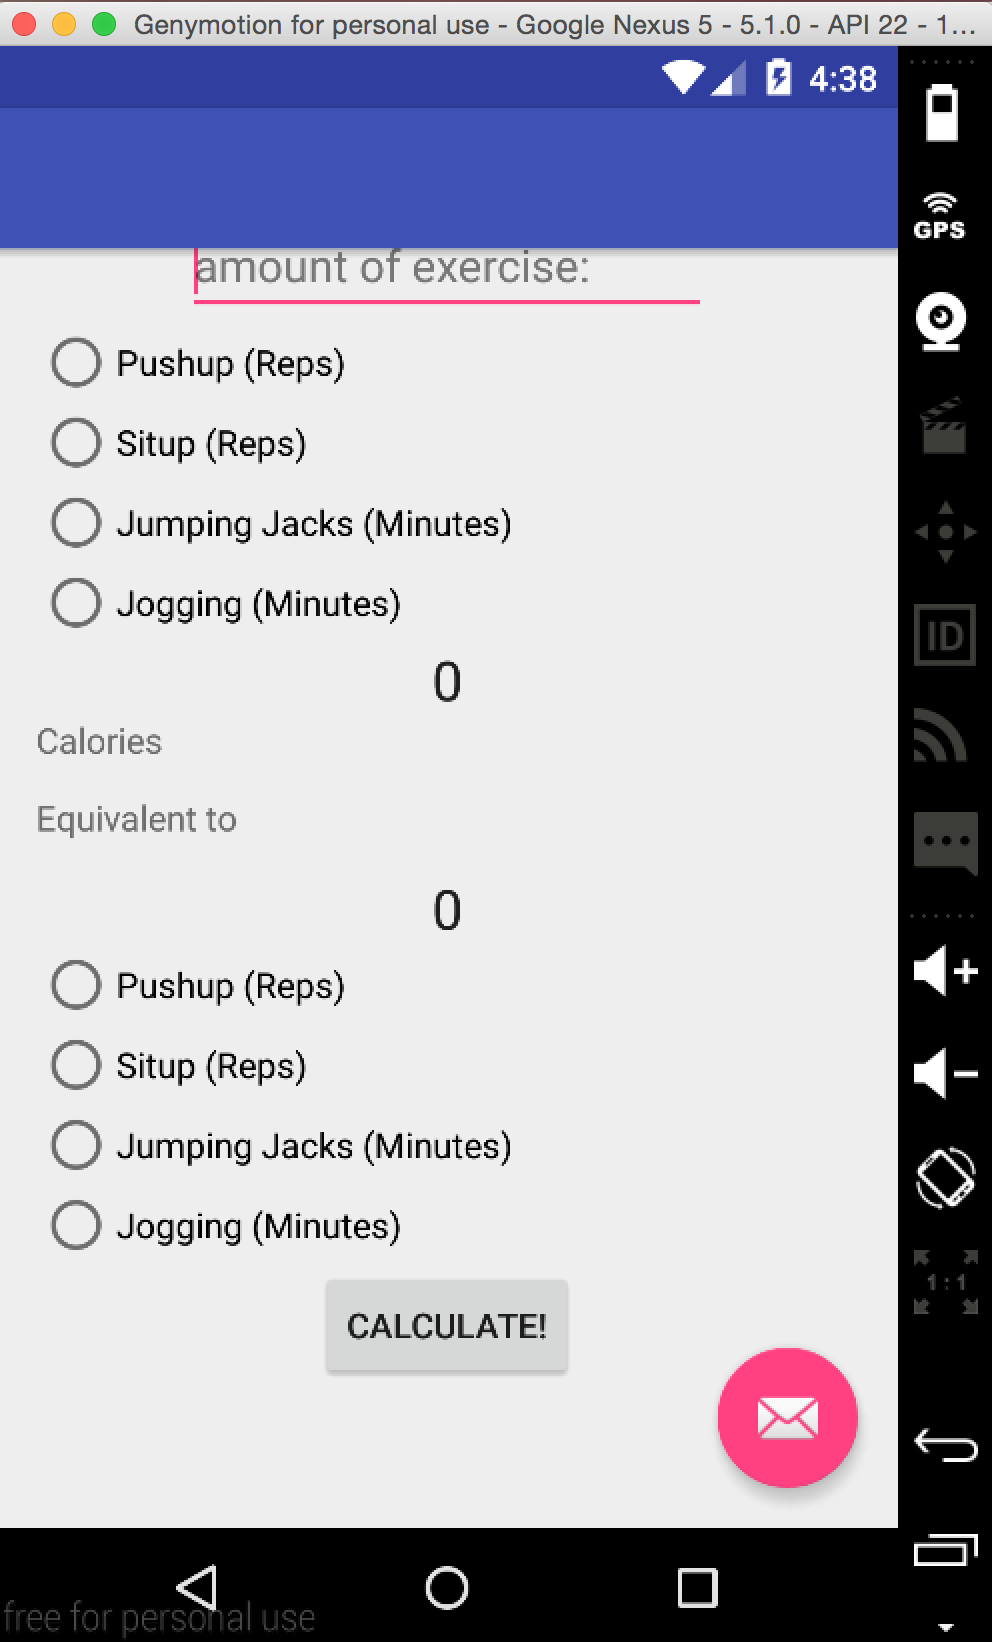 Genymotion for personal use - Google Nexus 5 - 5.1.0 - API 22 - 1...
4:38
GPS
amount of exercise:
Pushup (Reps)
Situp (Reps)
Jumping Jacks (Minutes)
Jogging (Minutes)
ID
0
Calories
Equivalent to
0
Pushup (Reps)
Situp (Reps)
Jumping Jacks (Minutes)
Jogging (Minutes)
1:1
CALCULATE!
free for personal use